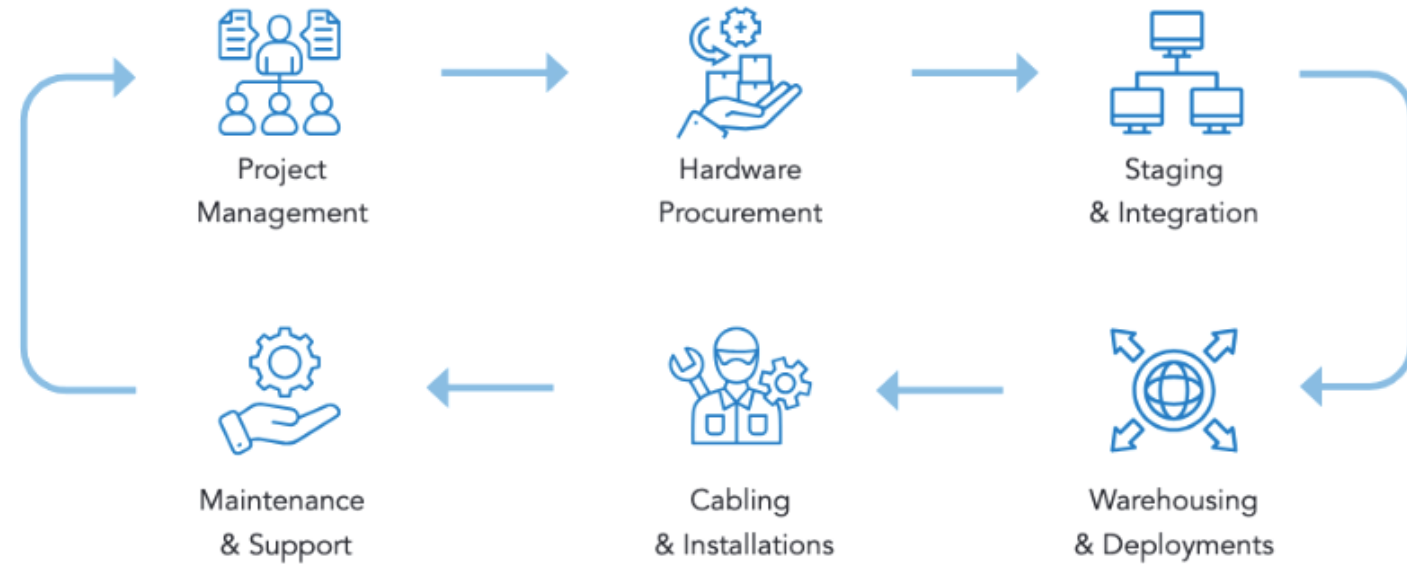 Project
Management
Hardware
Procurement
Staging
& Integration
Maintenance
& Support
Cabling
& Installations
Warehousing
& Deployments